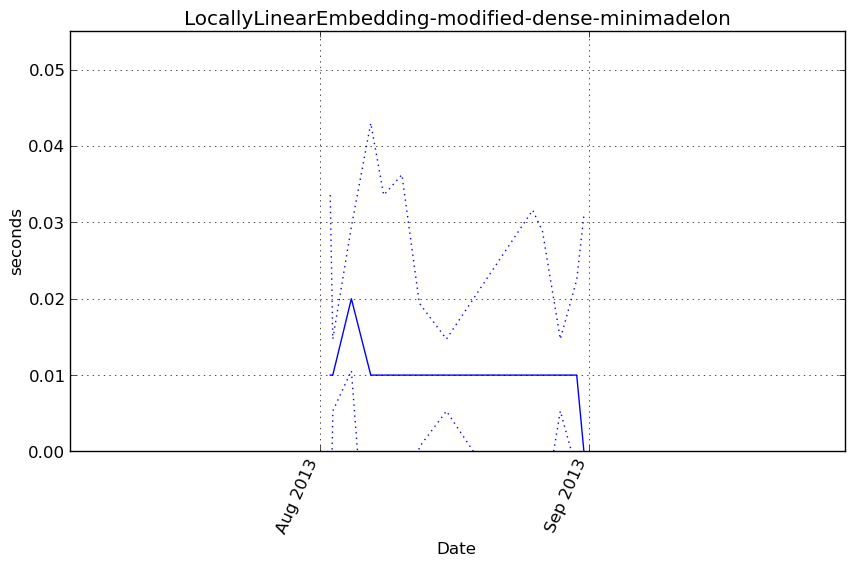 LocallyLinearEmbedding-modified-dense-minimadelon
0.05
0.04
0.03
0.02
0.01
0.00
seconds
Aug 2013
Sep 2013
Date